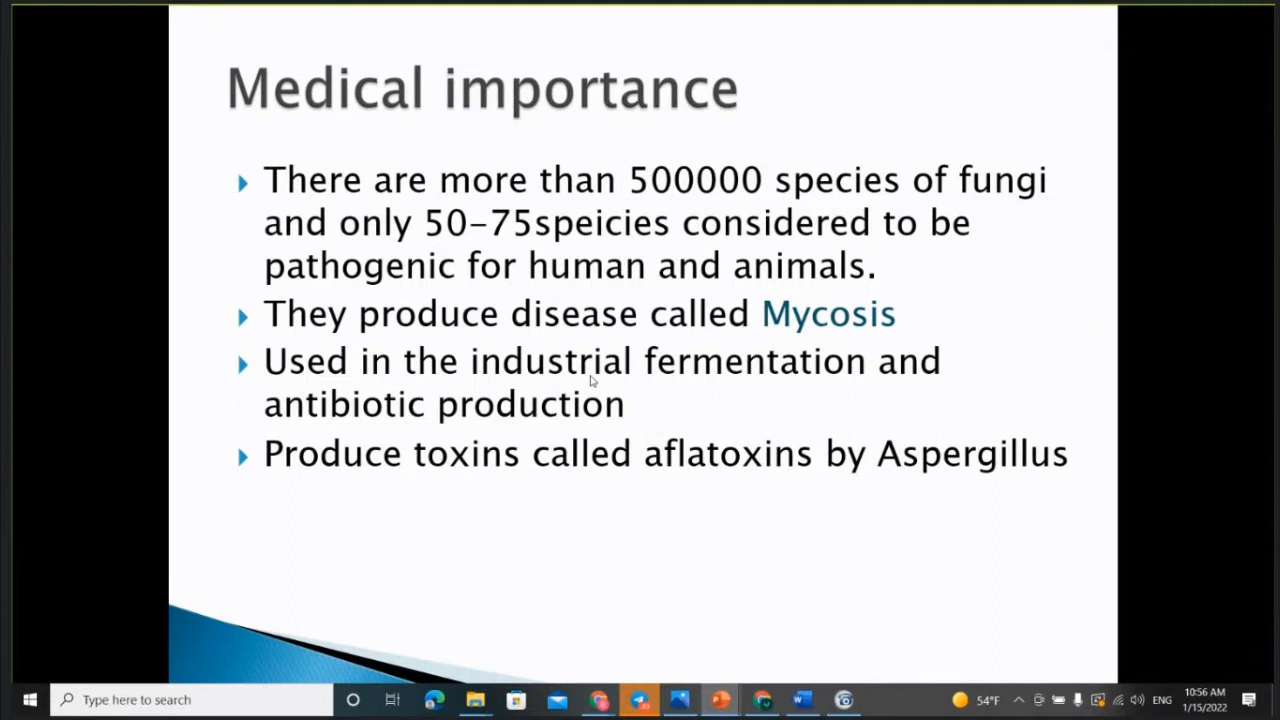 Medical importance
There are more than 500000 species of fungi
and only 50-75speicies considered to be
pathogenic for human and animals.
They produce disease called Mycosis
Used in the industrial fermentation and
antibiotic production
Produce toxins called aflatoxins by Aspergillus
Type here to search
54°F
ENG
10:56 AM
1/15/2022